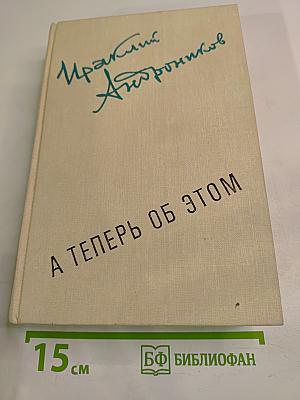 Ираклий
Андроников
А ТЕПЕРЬ ОБ ЭТОМ
15 см
БФ БИБЛИОФАН